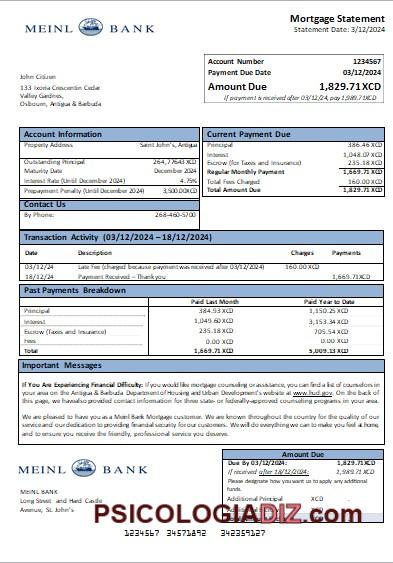 MEINL BANK
Mortgage Statement
Statement Date: 3/12/2024
Account Number 1234567
Payment Due Date 03/12/2024
Amount Due 1,829.71XCD
If payment is received after 03/12/24, pay 1,989.71XCD
John Citizen
133 Ixoria Crescentin Cedar
Valley Gardnes,
Osbourn, Antigua & Barbuda
Account Information
Property Address Saint John's, Antigua
Outstanding Principal 264,77643 XCD
Maturity Date December 2024
Interest Rate (Until December 2024) 4.75%
Prepayment Penalty (Until December 2024) 3,500.00XCD
Contact Us
By Phone: 268-460-5700
Current Payment Due
Principal 386.46 XCD
Interest 1,048.07 XCD
Escrow (for Taxes and Insurance) 235.18 XCD
Regular Monthly Payment 1,669.71 XCD
Total Fees Charged 160.00 XCD
Total Amount Due 1,829.71 XCD
Transaction Activity (03/12/2024 – 18/12/2024)
Date Description Charges Payments
03/12/24 Late Fee (charged because payment was received after 03/12/2024) 160.00XCD
18/12/24 Payment Received – Thank you 1,669.71XCD
Past Payments Breakdown
Paid Last Month Paid Year to Date
Principal 384.93 XCD 1,150.25 XCD
Interest 1,049.60 XCD 3,153.34 XCD
Escrow (Taxes and Insurance) 235.18 XCD 705.54 XCD
Fees 0.00 XCD 0.00 XCD
Total 1,669.71 XCD 5,009.13 XCD
Important Messages
If You Are Experiencing Financial Difficulty: If you would like mortgage counseling or assistance, you can find a list of counselors in
your area on the Antigua & Barbuda Department of Housing and Urban Development's website at www.hud.gov. On the back of
this page, we have also provided contact information for three state- or federally-approved counseling programs in your area.
We are pleased to have you as a Meinl Bank Mortgage customer. We are known throughout the country for the quality of our
service and our dedication to providing financial security for our customers. We will do everything we can to make you feel at home
and to ensure you receive the friendly, professional service you deserve.
MEINL BANK
MEINL BANK
Long Street and Hard Castle
Avenue, St. John's
Amount Due
Due By 03/12/2024: 1,829.71XCD
If received after 18/12/2024: 1,989.71XCD
Please designate how you want us to apply any additional
funds.
Additional Principal XCD
XCD
PSICOLOGIADIZ.com
1234567 34571892 342359127